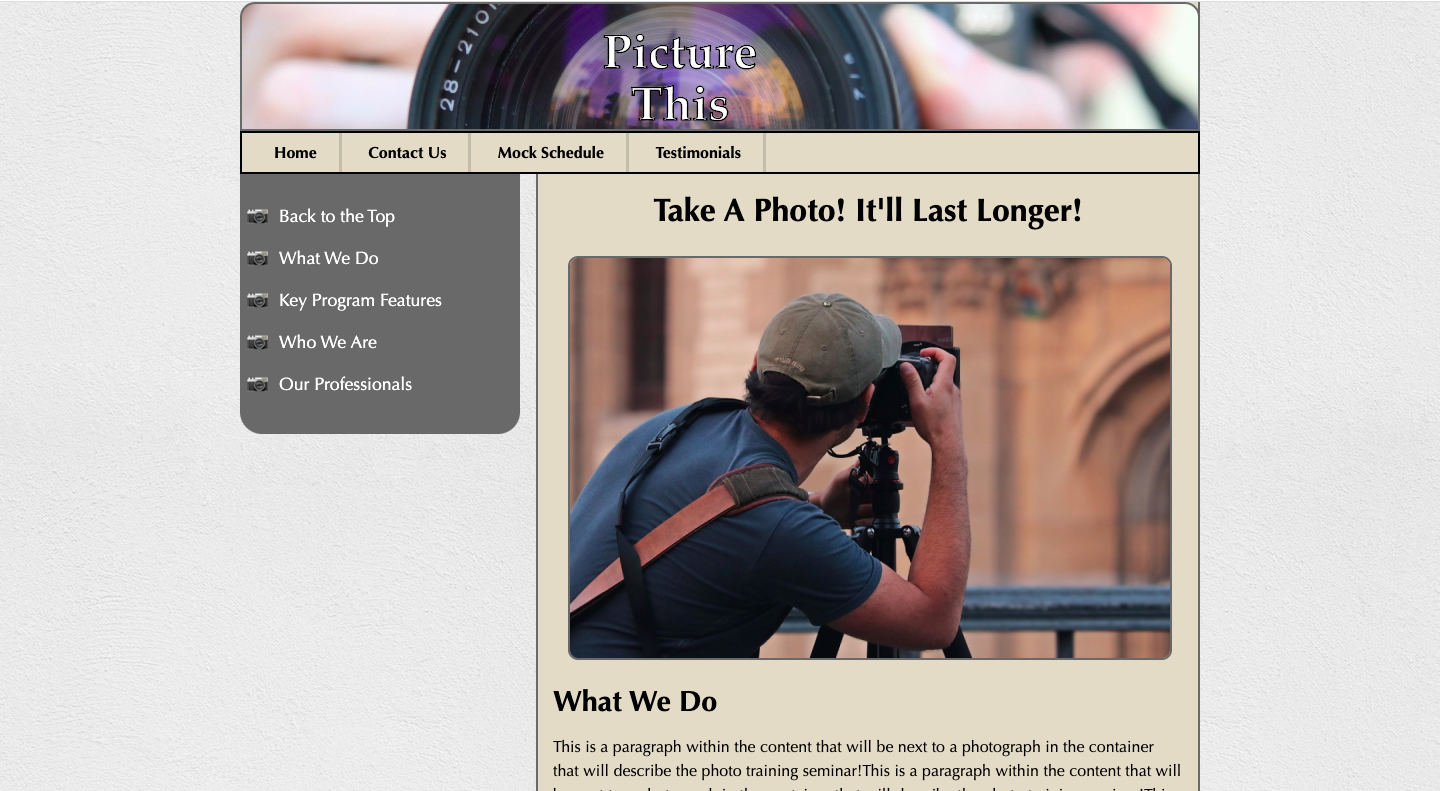 28-210
Picture
This
Home
Contact Us
Mock Schedule
Testimonials
Back to the Top
What We Do
Key Program Features
Who We Are
Our Professionals
Take A Photo! It'll Last Longer!
What We Do
This is a paragraph within the content that will be next to a photograph in the container
that will describe the photo training seminar!This is a paragraph within the content that will